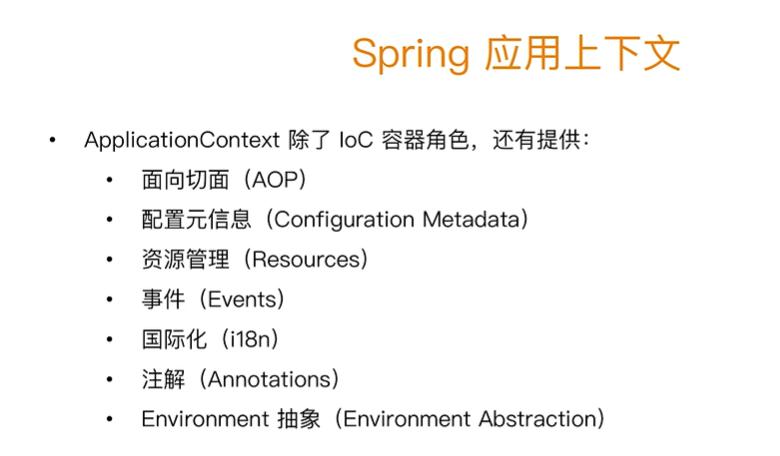 Spring 应用上下文
• ApplicationContext 除了 IoC 容器角色，还有提供：
• 面向切面（AOP）
• 配置元信息（Configuration Metadata）
• 资源管理（Resources）
• 事件（Events）
• 国际化（i18n）
• 注解（Annotations）
• Environment 抽象（Environment Abstraction）